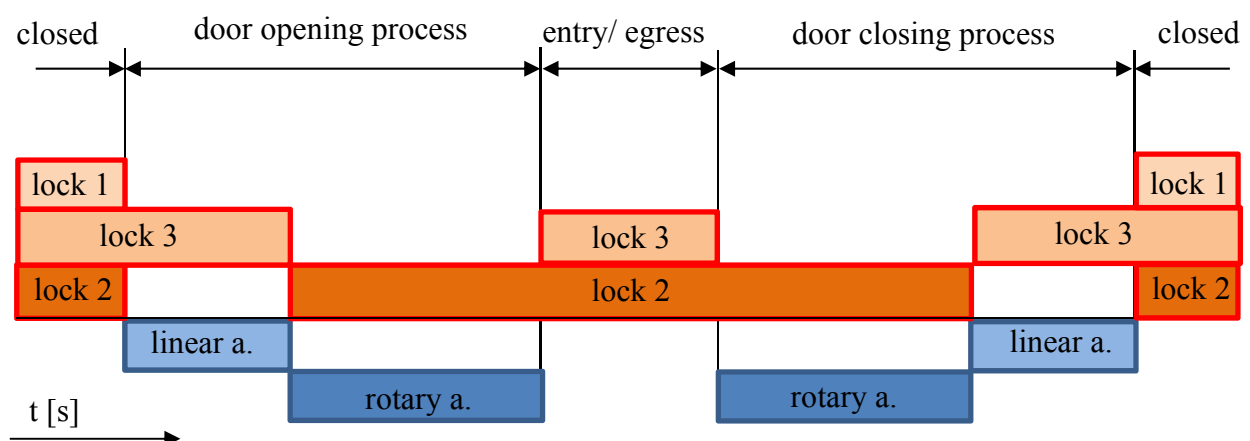 closed
door opening process
entry/ egress
door closing process
closed
lock 1
lock 1
lock 3
lock 3
lock 3
lock 2
lock 2
lock 2
linear a.
linear a.
rotary a.
rotary a.
t [s]